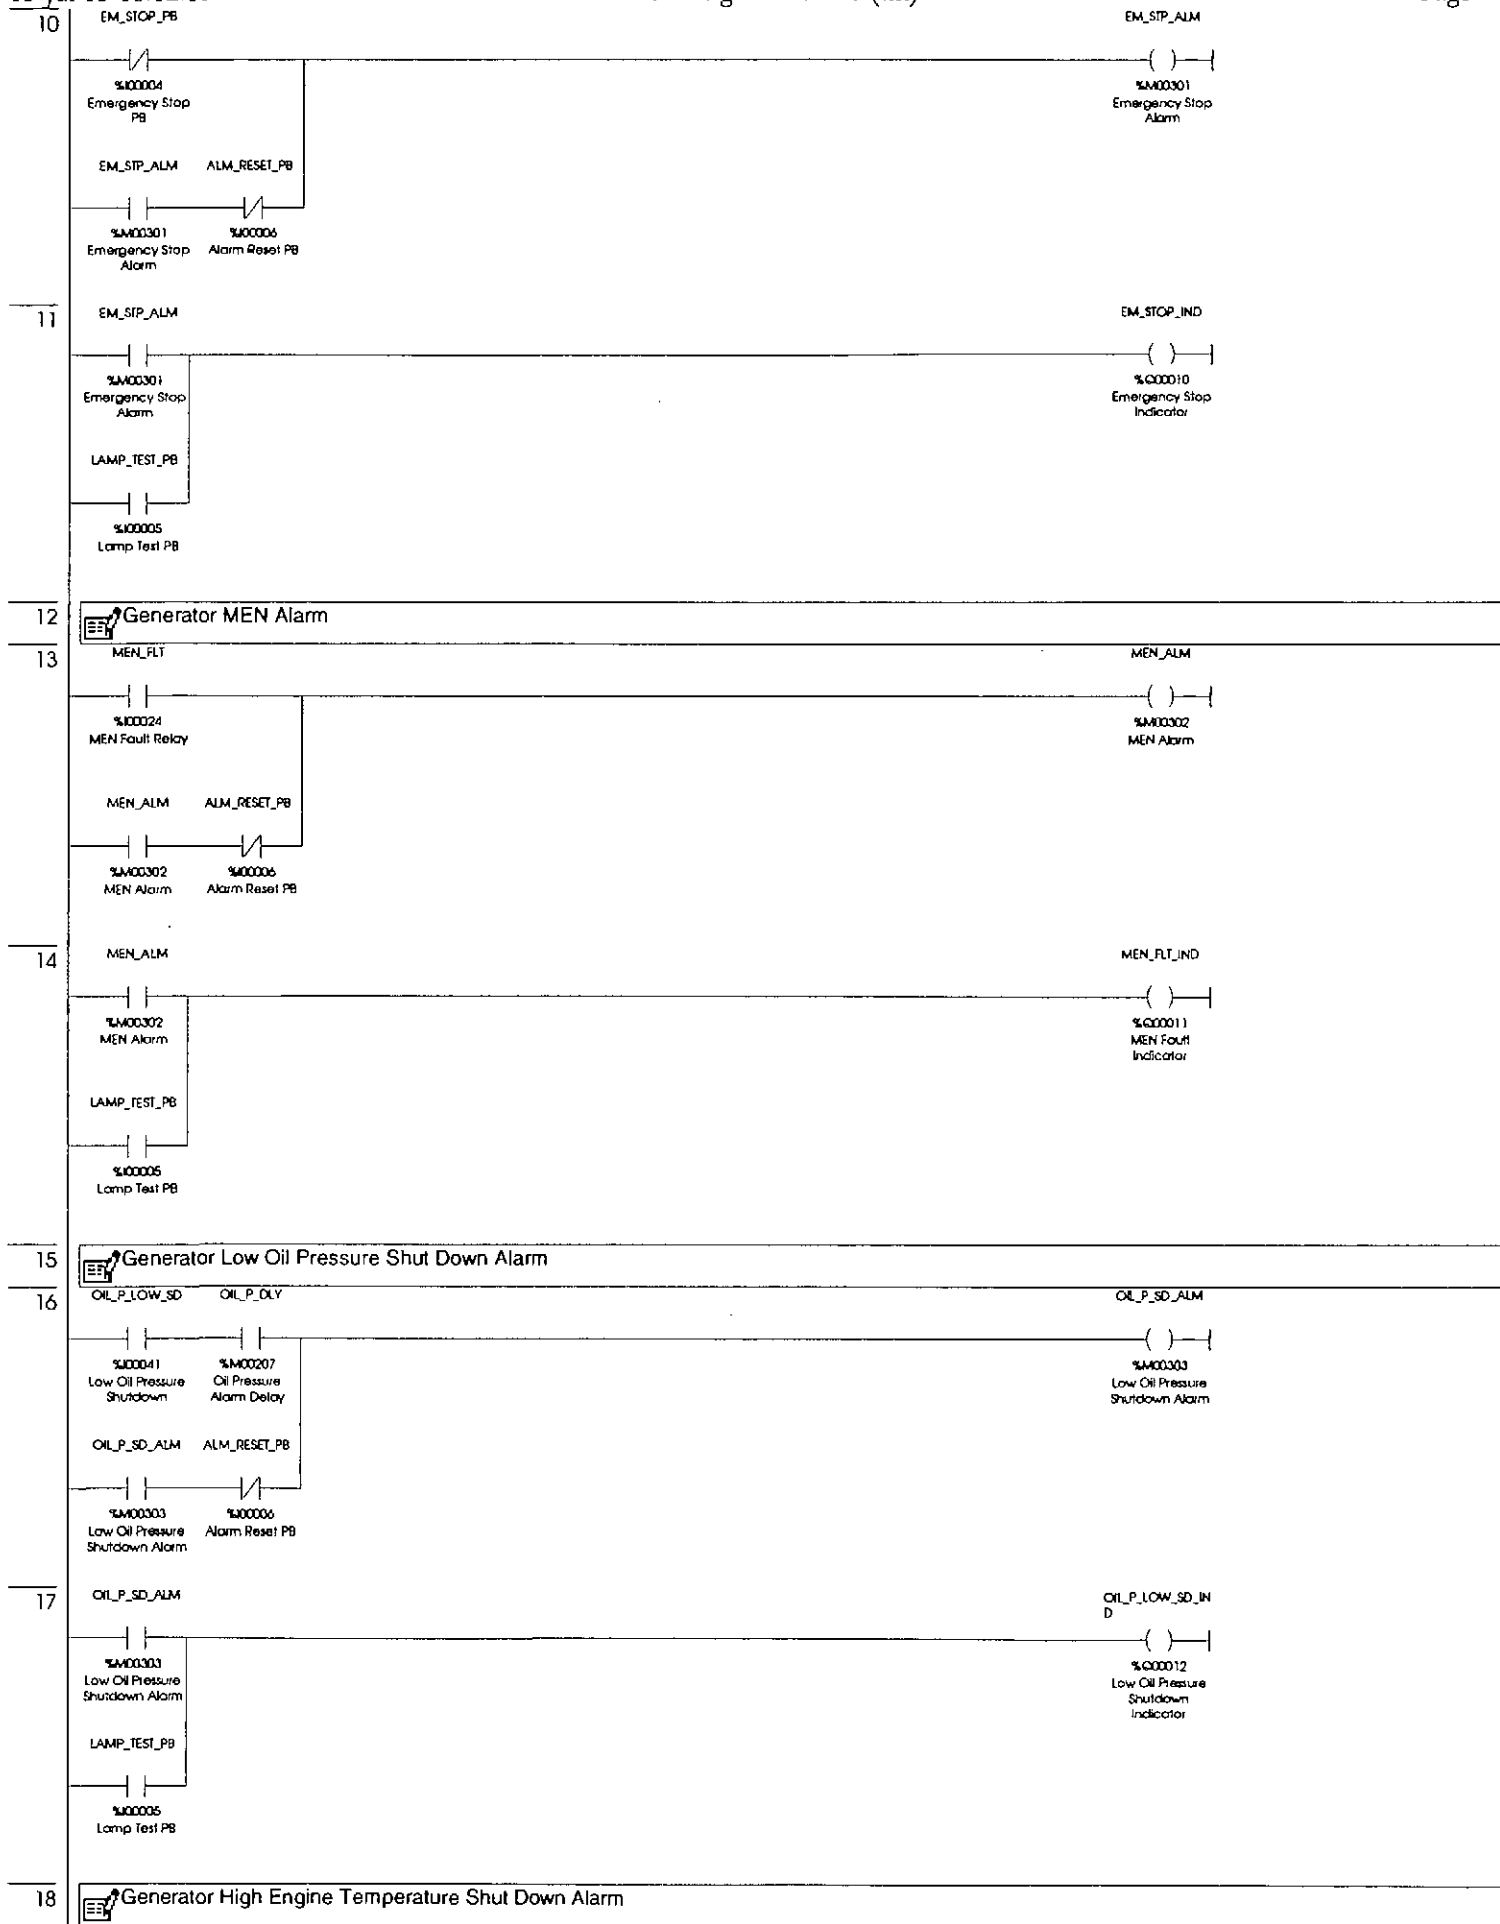 10
EM_STOP_PB
EM_STP_ALM
%I00004
Emergency Stop
PB
%M00301
Emergency Stop
Alarm
EM_STP_ALM ALM_RESET_PB
%M00301 %I00006
Emergency Stop Alarm Reset PB
Alarm
11
EM_STP_ALM
EM_STOP_IND
%M00301
Emergency Stop
Alarm
%Q00010
Emergency Stop
Indicator
LAMP_TEST_PB
%I00005
Lamp Test PB
12
Generator MEN Alarm
13
MEN_FLT
MEN_ALM
%I00024
MEN Fault Relay
%M00302
MEN Alarm
MEN_ALM ALM_RESET_PB
%M00302 %I00006
MEN Alarm Alarm Reset PB
14
MEN_ALM
MEN_FLT_IND
%M00302
MEN Alarm
%Q00011
MEN Fault
Indicator
LAMP_TEST_PB
%I00005
Lamp Test PB
15
Generator Low Oil Pressure Shut Down Alarm
16
OIL_P_LOW_SD OIL_P_DLY
OIL_P_SD_ALM
%I00041 %M00207
Low Oil Pressure Oil Pressure
Shutdown Alarm Delay
%M00303
Low Oil Pressure
Shutdown Alarm
OIL_P_SD_ALM ALM_RESET_PB
%M00303 %I00006
Low Oil Pressure Alarm Reset PB
Shutdown Alarm
17
OIL_P_SD_ALM
OIL_P_LOW_SD_IN
D
%M00303
Low Oil Pressure
Shutdown Alarm
%Q00012
Low Oil Pressure
Shutdown
Indicator
LAMP_TEST_PB
%I00005
Lamp Test PB
18
Generator High Engine Temperature Shut Down Alarm